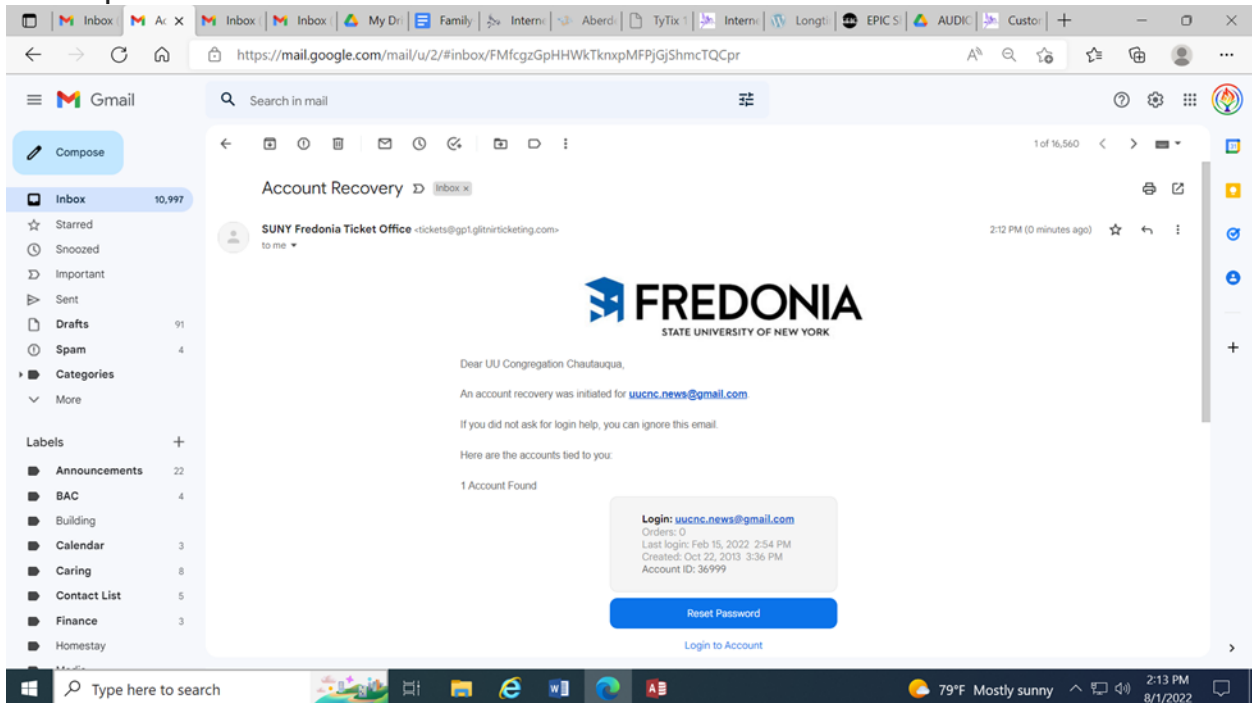 Inbox (
Ac
Inbox (
Inbox (
My Dri
Family
Interne
Aberd
TyTix 1
Interne
Longti
EPIC S
AUDIC
Custor
https://mail.google.com/mail/u/2/#inbox/FMfcgzGpHHWkTknxpMFPjGjShmcTQCpr
Gmail
Search in mail
Compose
1 of 16,560
Inbox 10,997
Starred
Snoozed
Important
Sent
Drafts 91
Spam 4
Categories
More
Labels
Announcements 22
BAC 4
Building
Calendar 3
Caring 8
Contact List 5
Finance 3
Homestay
Account Recovery Inbox x
SUNY Fredonia Ticket Office <tickets@gp1.glitnirticketing.com>
2:12 PM (0 minutes ago)
to me
FREDONIA
STATE UNIVERSITY OF NEW YORK
Dear UU Congregation Chautauqua,
An account recovery was initiated for uucnc.news@gmail.com
If you did not ask for login help, you can ignore this email.
Here are the accounts tied to you:
1 Account Found
Login: uucnc.news@gmail.com
Orders: 0
Last login: Feb 15, 2022 2:54 PM
Created: Oct 22, 2013 3:36 PM
Account ID: 36999
Reset Password
Login to Account
Type here to search
79°F Mostly sunny
2:13 PM
8/1/2022